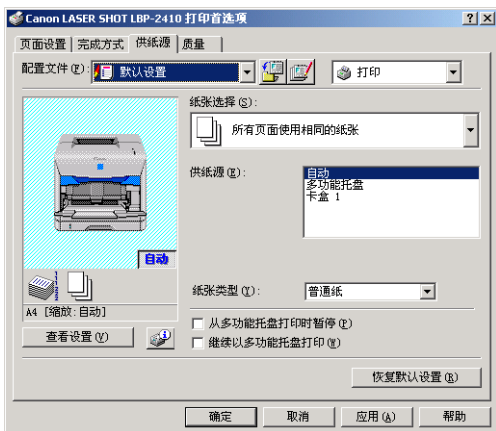 Canon LASER SHOT LBP-2410 打印首选项
页面设置 完成方式 供纸源 质量
配置文件(F): 默认设置 打印
纸张选择(S):
所有页面使用相同的纸张
供纸源(E):
自动
多功能托盘
卡盒 1
自动
纸张类型(T): 普通纸
A4 [缩放:自动]
从多功能托盘打印时暂停(P)
查看设置(V)
继续以多功能托盘打印(W)
恢复默认设置(R)
确定 取消 应用(A) 帮助